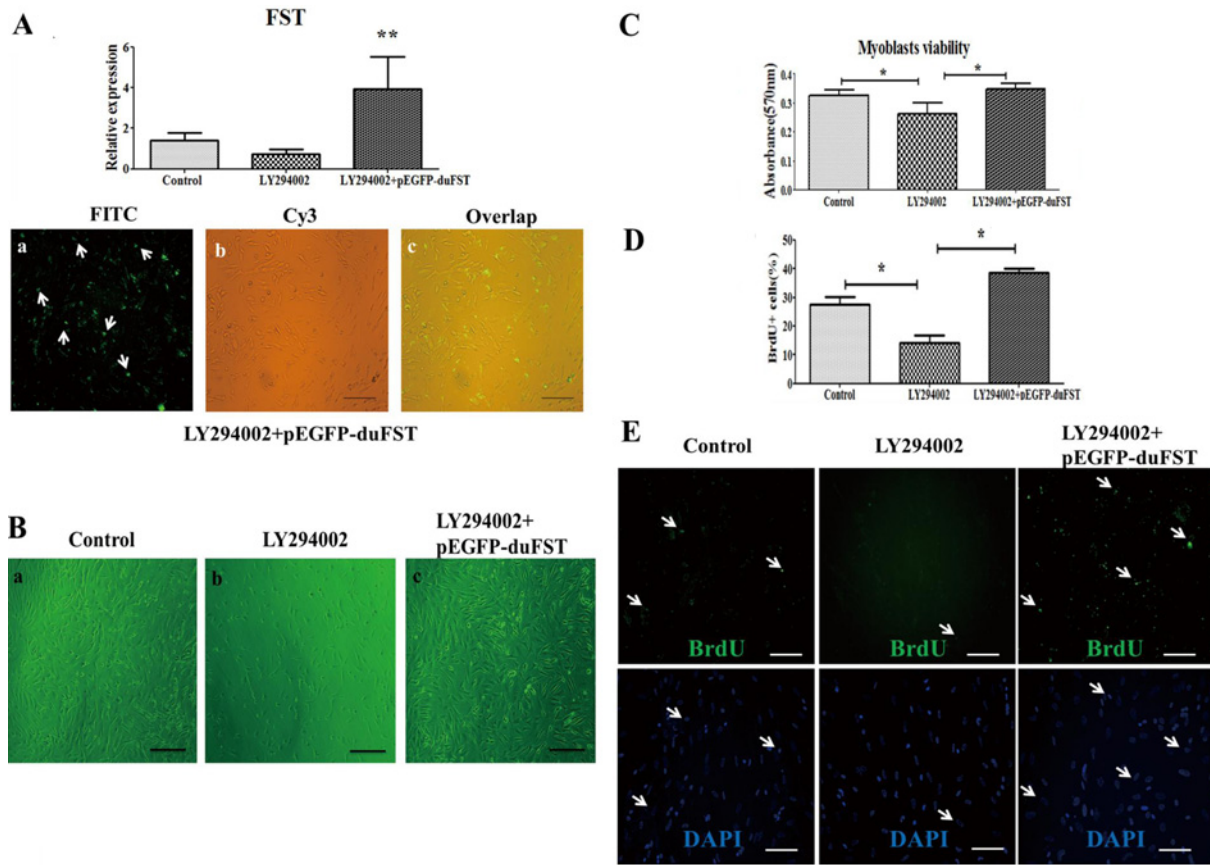 A
FST
**
Relative expression
6
4
2
0
Control
LY294002
LY294002+pEGFP-duFST
FITC
Cy3
Overlap
a
b
c
LY294002+pEGFP-duFST
B
Control
LY294002
LY294002+
pEGFP-duFST
a
b
c
C
Myoblasts viability
*
*
Absorbance(570nm)
0.4
0.3
0.2
0.1
0.0
Control
LY294002
LY294002+pEGFP-duFST
D
*
*
BrdU+ cells(%)
50
40
30
20
10
0
Control
LY294002
LY294002+pEGFP-duFST
E
Control
LY294002
LY294002+
pEGFP-duFST
BrdU
BrdU
BrdU
DAPI
DAPI
DAPI